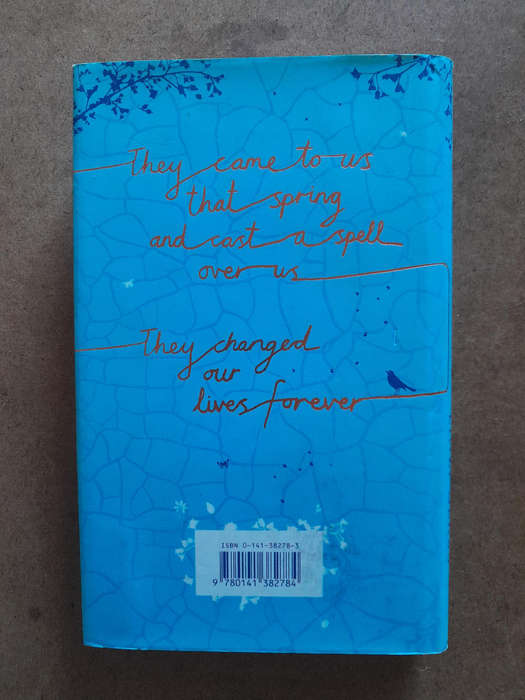 They came to us
that spring
and cast a spell
over us
They changed
our
lives forever
ISBN 0-141-38278-3
9 780141 382784